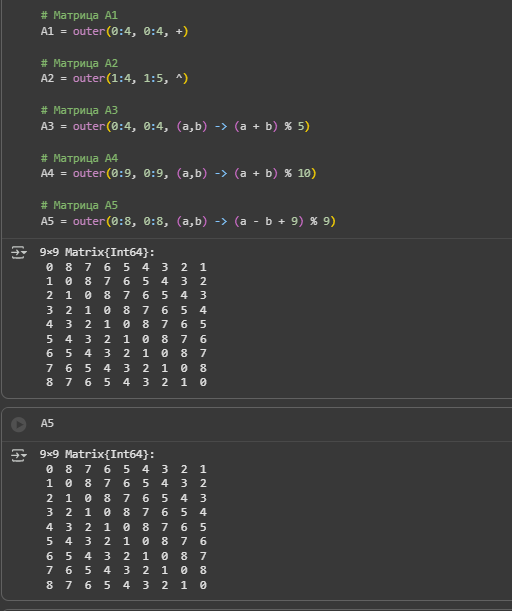 # Матрица A1
A1 = outer(0:4, 0:4, +)
# Матрица A2
A2 = outer(1:4, 1:5, ^)
# Матрица A3
A3 = outer(0:4, 0:4, (a,b) -> (a + b) % 5)
# Матрица A4
A4 = outer(0:9, 0:9, (a,b) -> (a + b) % 10)
# Матрица A5
A5 = outer(0:8, 0:8, (a,b) -> (a - b + 9) % 9)
9×9 Matrix{Int64}:
0 8 7 6 5 4 3 2 1
1 0 8 7 6 5 4 3 2
2 1 0 8 7 6 5 4 3
3 2 1 0 8 7 6 5 4
4 3 2 1 0 8 7 6 5
5 4 3 2 1 0 8 7 6
6 5 4 3 2 1 0 8 7
7 6 5 4 3 2 1 0 8
8 7 6 5 4 3 2 1 0
A5
9×9 Matrix{Int64}:
0 8 7 6 5 4 3 2 1
1 0 8 7 6 5 4 3 2
2 1 0 8 7 6 5 4 3
3 2 1 0 8 7 6 5 4
4 3 2 1 0 8 7 6 5
5 4 3 2 1 0 8 7 6
6 5 4 3 2 1 0 8 7
7 6 5 4 3 2 1 0 8
8 7 6 5 4 3 2 1 0